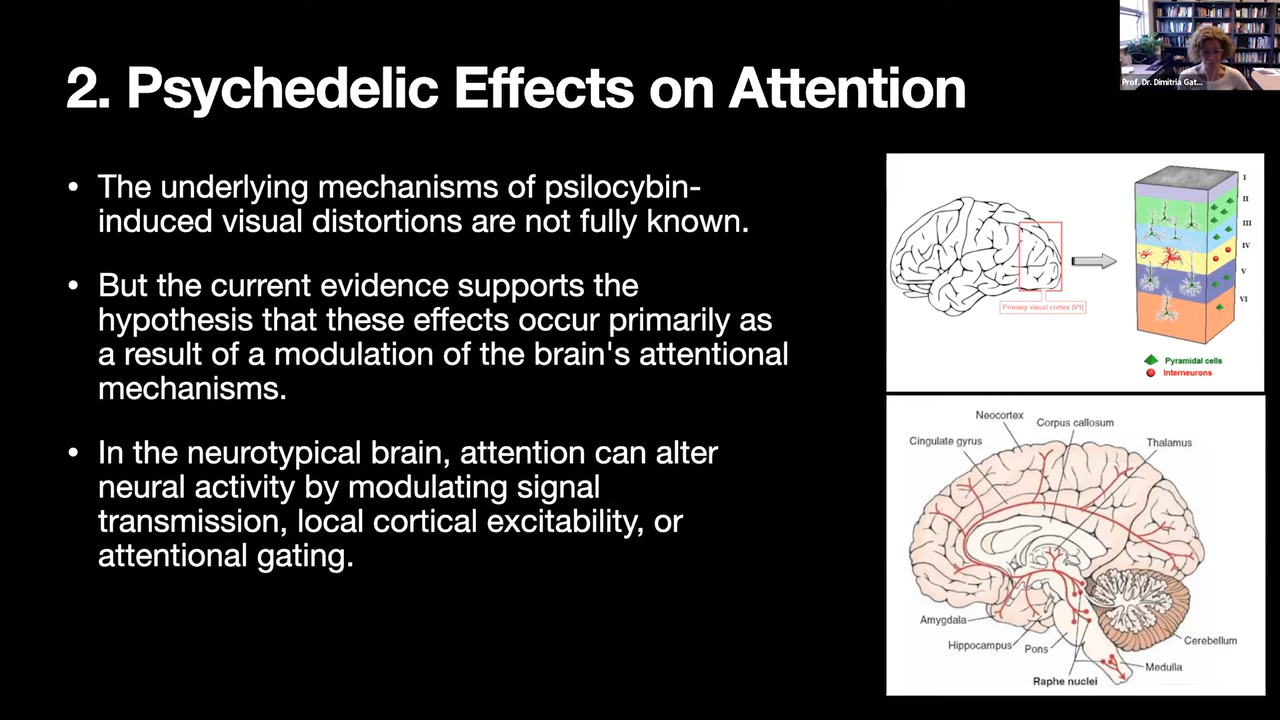 2. Psychedelic Effects on Attention
Prof. Dr. Dimitria Gat...
• The underlying mechanisms of psilocybin-
induced visual distortions are not fully known.
• But the current evidence supports the
hypothesis that these effects occur primarily as
a result of a modulation of the brain's attentional
mechanisms.
• In the neurotypical brain, attention can alter
neural activity by modulating signal
transmission, local cortical excitability, or
attentional gating.
Primary visual cortex (V1)
I
II
III
IV
V
VI
Pyramidal cells
Interneurons
Neocortex
Corpus callosum
Cingulate gyrus
Thalamus
Amygdala
Hippocampus
Pons
Cerebellum
Medulla
Raphe nuclei